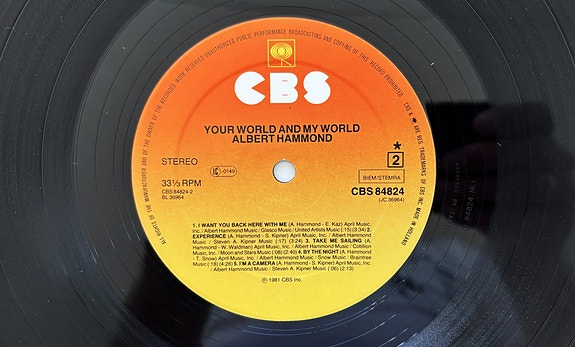 ALL RIGHTS OF THE MANUFACTURER AND OF THE OWNER OF THE RECORDED WORK RESERVED UNAUTHORIZED PUBLIC PERFORMANCE BROADCASTING AND COPYING OF THIS RECORD PROHIBITED.
CBS & ARE REG. TRADEMARKS OF CBS INC. MADE IN HOLLAND
CBS
YOUR WORLD AND MY WORLD
ALBERT HAMMOND
STEREO
LC-0149
*
2
33⅓ RPM
BIEM/STEMRA
CBS 84824-2
BL 36964
CBS 84824
(JC 36964)
1. I WANT YOU BACK HERE WITH ME (A. Hammond - E. Kaz) April Music,
Inc. / Albert Hammond Music/ Glasco Music/ United Artists Music (15) (3:34) 2.
EXPERIENCE (A. Hammond - S. Kipner) April Music, Inc. / Albert Hammond
Music / Steven A. Kipner Music (17) (3:24) 3. TAKE ME SAILING (A.
Hammond - W. Waldman) April Music, Inc. / Albert Hammond Music / Cotillion
Music, Inc. / Moon and Stars Music (08) (2:40) 4. BY THE NIGHT (A. Hammond
- T. Snow) April Music, Inc. / Albert Hammond Music / Snow Music / Braintree
Music (18) (4:28) 5. I'M A CAMERA (A. Hammond - S. Kipner) April Music, Inc.
/ Albert Hammond Music / Steven A. Kipner Music (06) (2:13)
℗ 1981 CBS Inc.